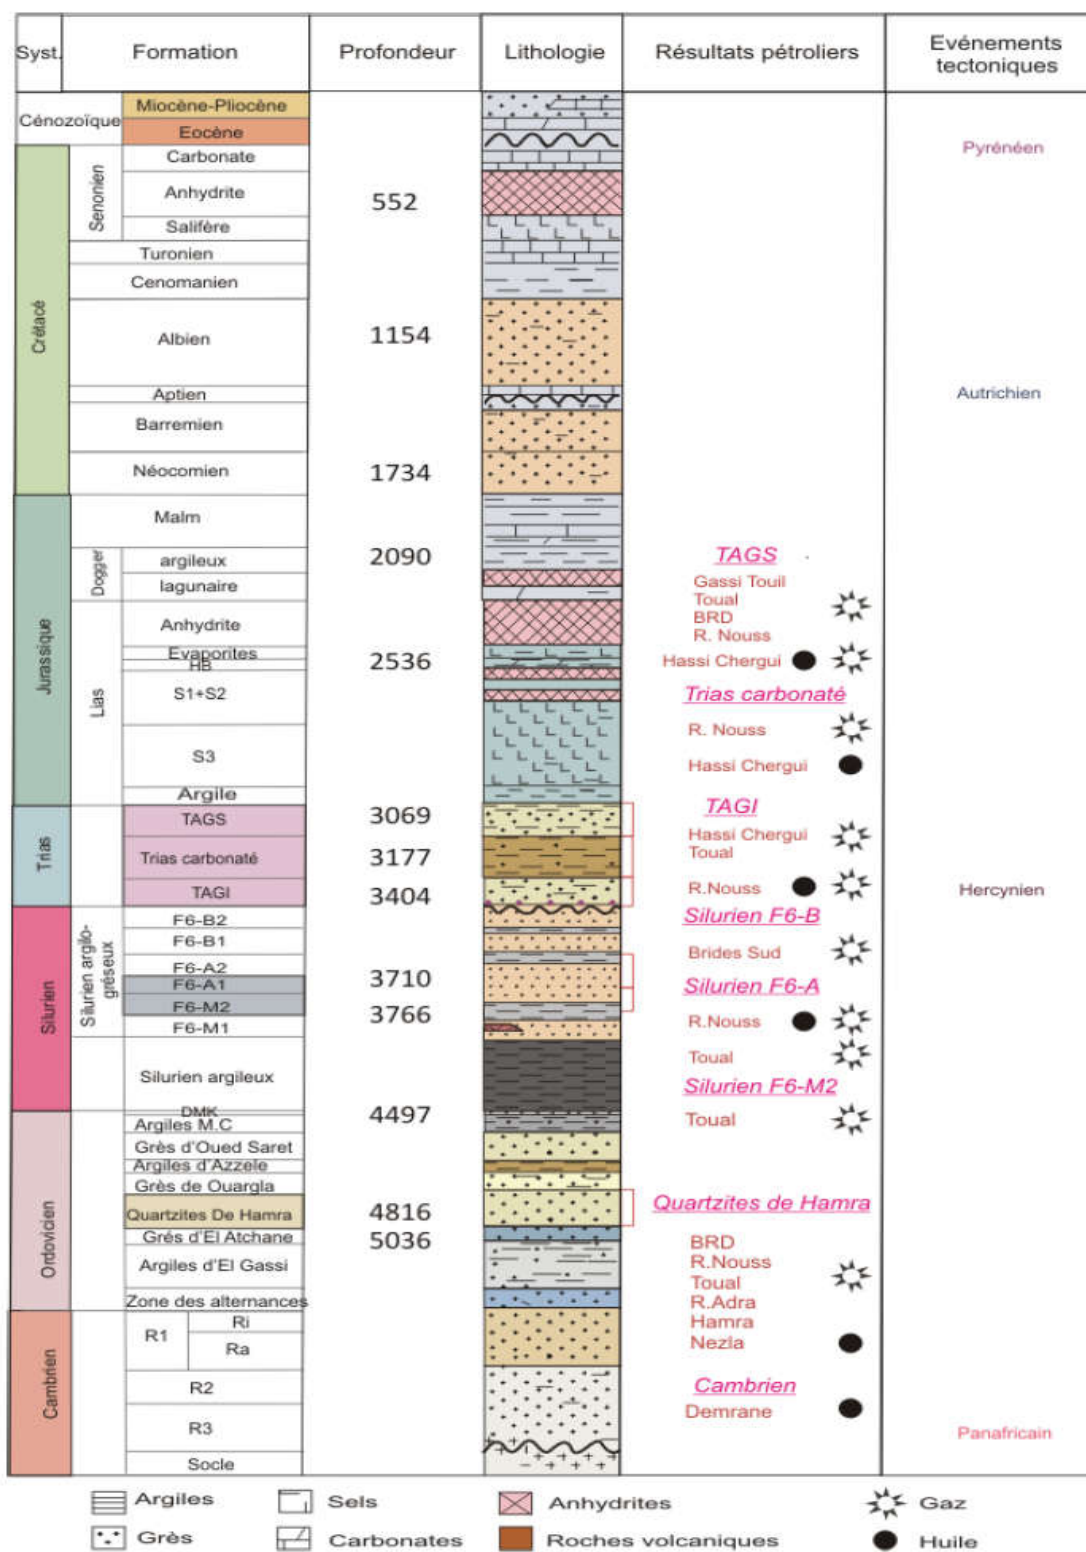 Syst.
Formation
Profondeur
Lithologie
Résultats pétroliers
Evénements
tectoniques
Cénozoïque
Miocène-Pliocène
Eocène
Pyrénéen
Crétacé
Senonien
Carbonate
Anhydrite
552
Salifère
Turonien
Cenomanien
Albien
1154
Aptien
Autrichien
Barremien
Néocomien
1734
Jurassique
Malm
Dogger
argileux
2090
lagunaire
Lias
Anhydrite
Evaporites
HB
2536
S1+S2
S3
Argile
TAGS
Gassi Touil
Toual
BRD
R. Nouss
Hassi Chergui
Trias carbonaté
R. Nouss
Hassi Chergui
Trias
TAGS
3069
Trias carbonaté
3177
TAGI
3404
TAGI
Hassi Chergui
Toual
R.Nouss
Hercynien
Silurien
Silurien argilo-
gréseux
F6-B2
F6-B1
F6-A2
F6-A1
3710
F6-M2
3766
F6-M1
Silurien argileux
Silurien F6-B
Brides Sud
Silurien F6-A
R.Nouss
Toual
Silurien F6-M2
Toual
Ordovicien
DMK
4497
Argiles M.C
Grès d'Oued Saret
Argiles d'Azzele
Grès de Ouargla
Quartzites De Hamra
4816
Grés d'El Atchane
5036
Argiles d'El Gassi
Zone des alternances
Quartzites de Hamra
BRD
R.Nouss
Toual
R.Adra
Hamra
Nezla
Cambrien
R1
Ri
Ra
R2
R3
Socle
Cambrien
Demrane
Panafricain
Argiles
Sels
Anhydrites
Gaz
Grès
Carbonates
Roches volcaniques
Huile